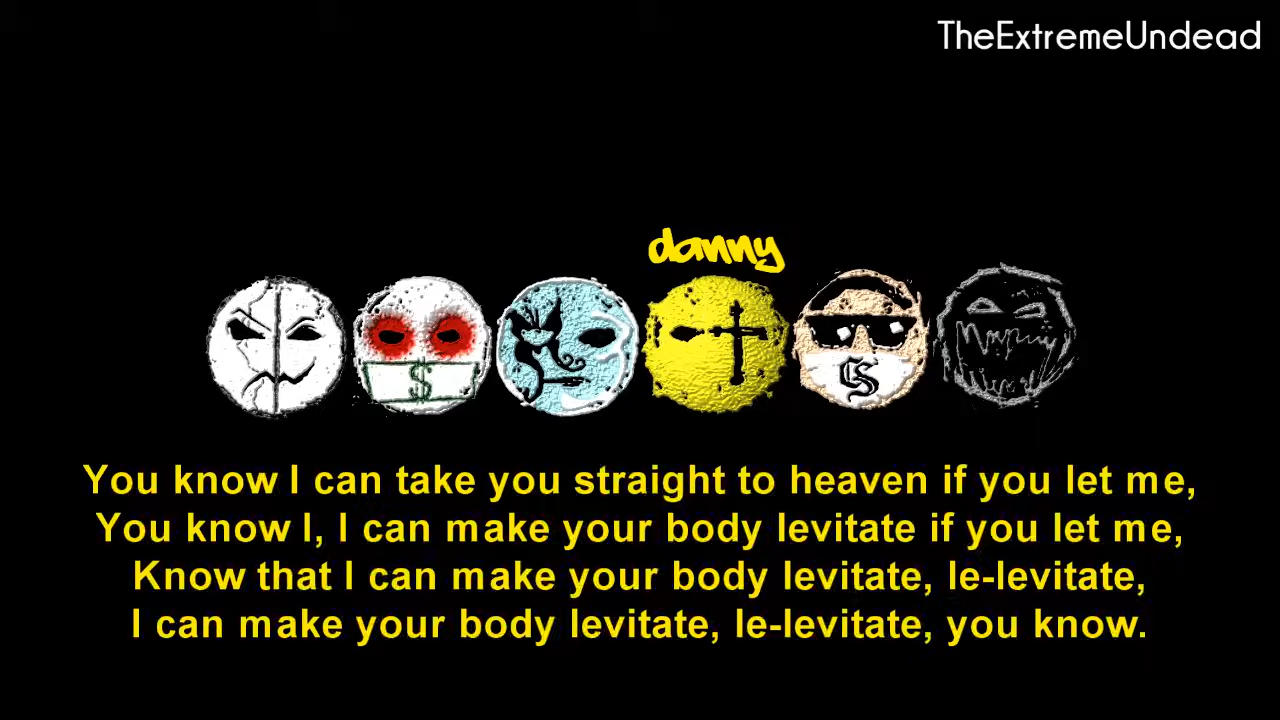 TheExtremeUndead
danny
$
S
You know I can take you straight to heaven if you let me,
You know I, I can make your body levitate if you let me,
Know that I can make your body levitate, le-levitate,
I can make your body levitate, le-levitate, you know.